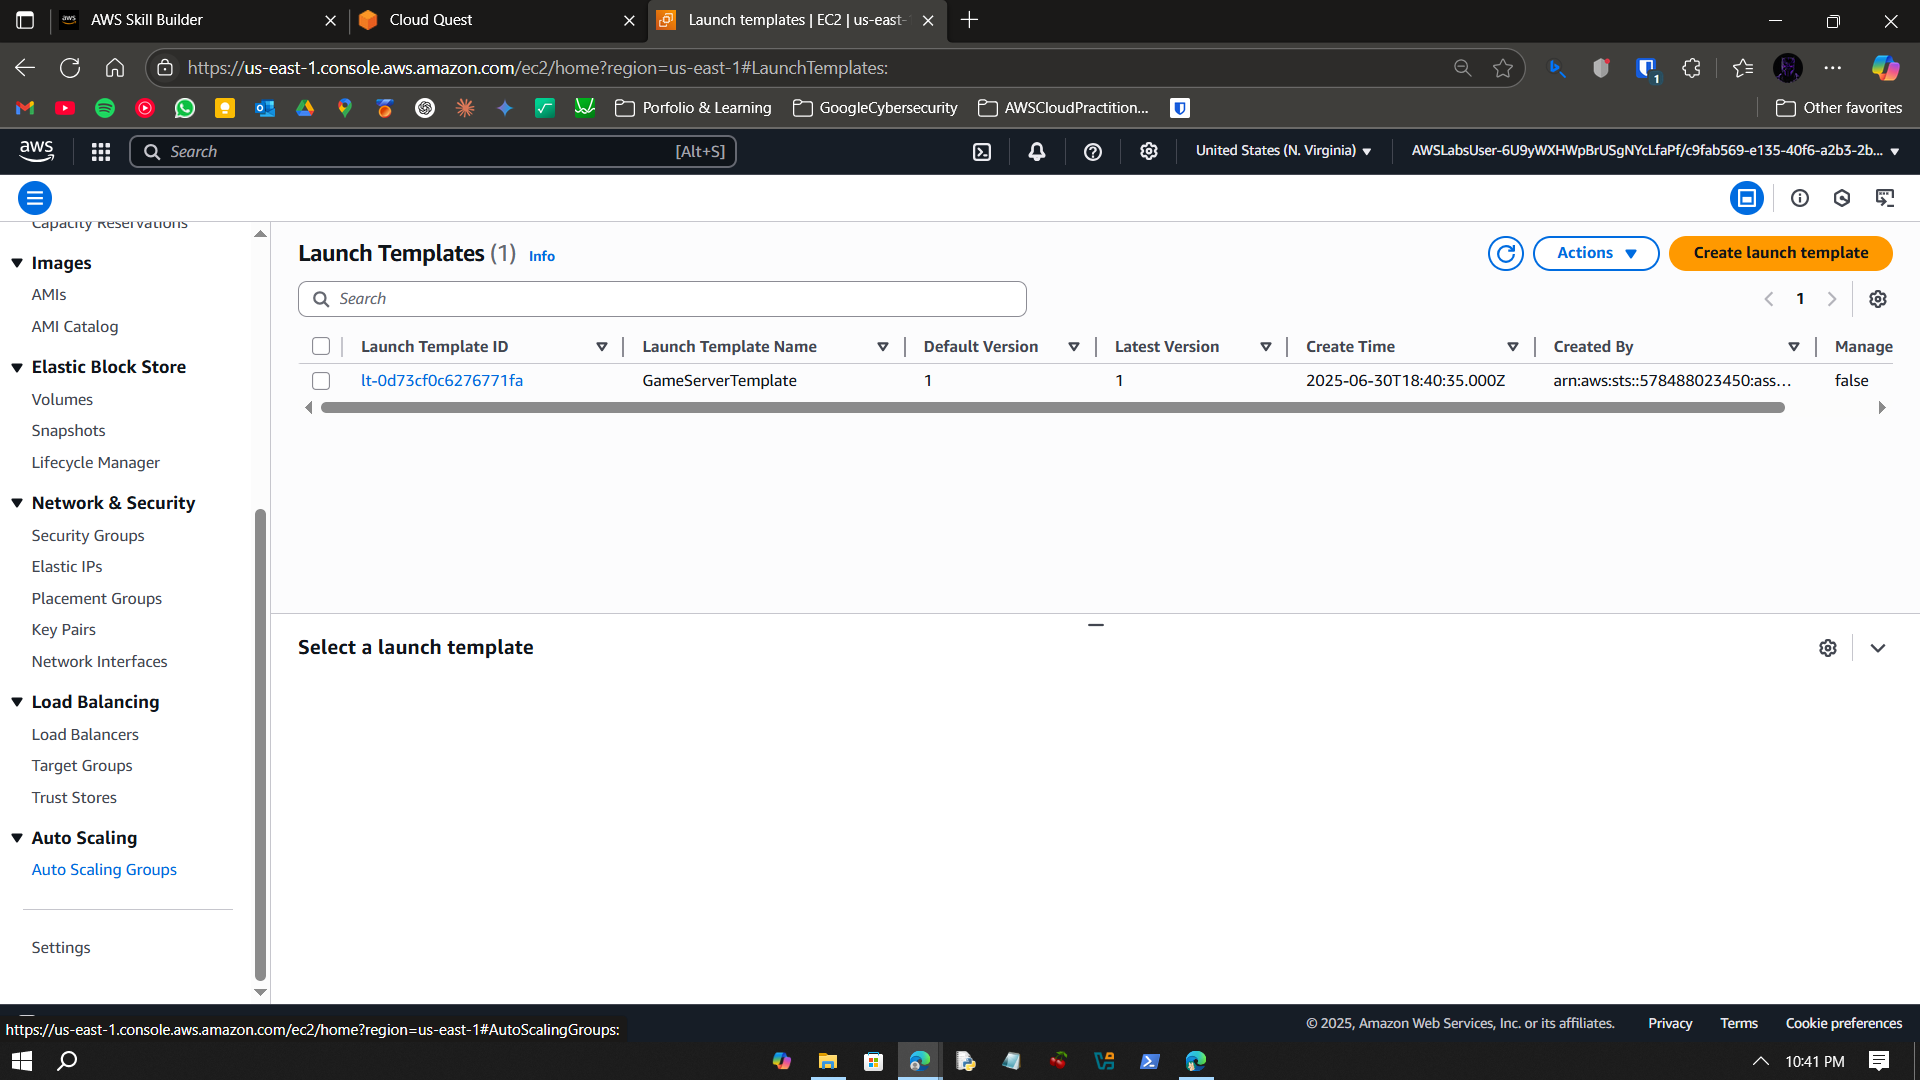 AWS Skill Builder
Cloud Quest
Launch templates | EC2 | us-east-
https://us-east-1.console.aws.amazon.com/ec2/home?region=us-east-1#LaunchTemplates:
1
Porfolio & Learning
GoogleCybersecurity
AWSCloudPractition...
Other favorites
aws
Search
[Alt+S]
United States (N. Virginia)
AWSLabsUser-6U9yWXHWpBrUSgNYcLfaPf/c9fab569-e135-40f6-a2b3-2b...
Capacity Reservations
Images
AMIs
AMI Catalog
Elastic Block Store
Volumes
Snapshots
Lifecycle Manager
Network & Security
Security Groups
Elastic IPs
Placement Groups
Key Pairs
Network Interfaces
Load Balancing
Load Balancers
Target Groups
Trust Stores
Auto Scaling
Auto Scaling Groups
Settings
Launch Templates (1) Info
Actions
Create launch template
Search
1
Launch Template ID
Launch Template Name
Default Version
Latest Version
Create Time
Created By
Manage
lt-0d73cf0c6276771fa
GameServerTemplate
1
1
2025-06-30T18:40:35.000Z
arn:aws:sts::578488023450:ass...
false
Select a launch template
https://us-east-1.console.aws.amazon.com/ec2/home?region=us-east-1#AutoScalingGroups:
© 2025, Amazon Web Services, Inc. or its affiliates.
Privacy
Terms
Cookie preferences
10:41 PM